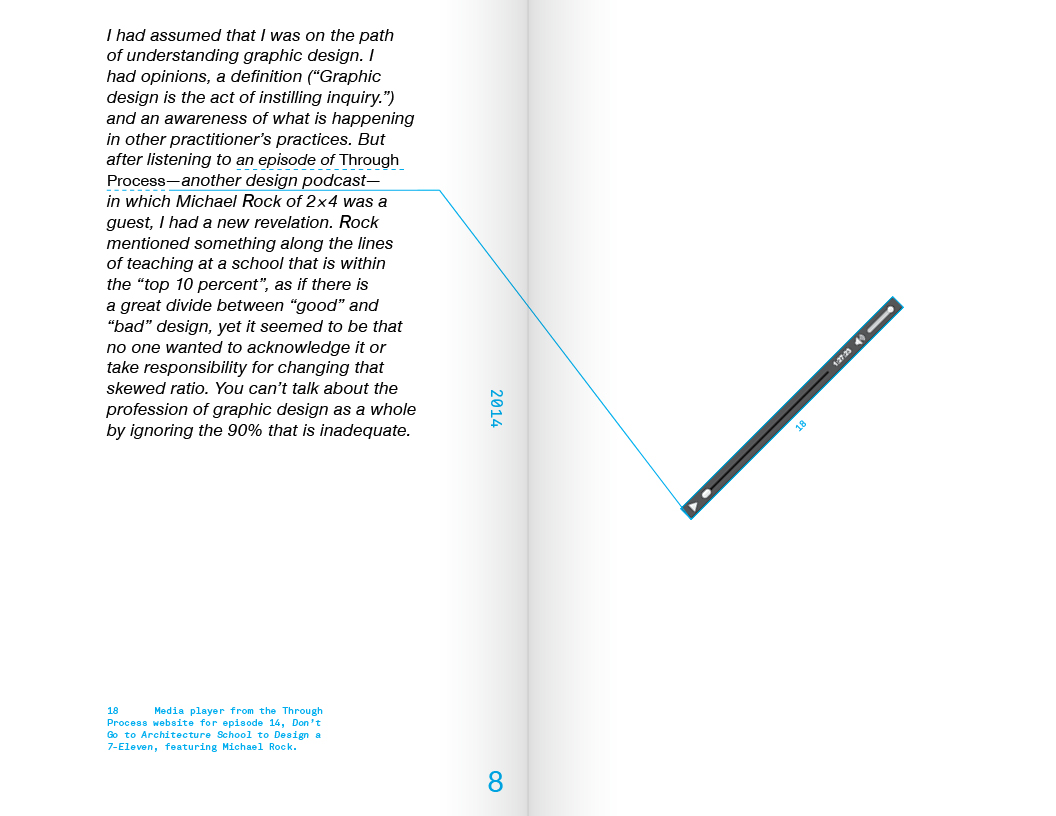 I had assumed that I was on the path
of understanding graphic design. I
had opinions, a definition (“Graphic
design is the act of instilling inquiry.”)
and an awareness of what is happening
in other practitioner’s practices. But
after listening to an episode of Through
Process—another design podcast—
in which Michael Rock of 2×4 was a
guest, I had a new revelation. Rock
mentioned something along the lines
of teaching at a school that is within
the “top 10 percent”, as if there is
a great divide between “good” and
“bad” design, yet it seemed to be that
no one wanted to acknowledge it or
take responsibility for changing that
skewed ratio. You can’t talk about the
profession of graphic design as a whole
by ignoring the 90% that is inadequate.
2014
18 Media player from the Through
Process website for episode 14, Don’t
Go to Architecture School to Design a
7-Eleven, featuring Michael Rock.
8
1:27:23
18